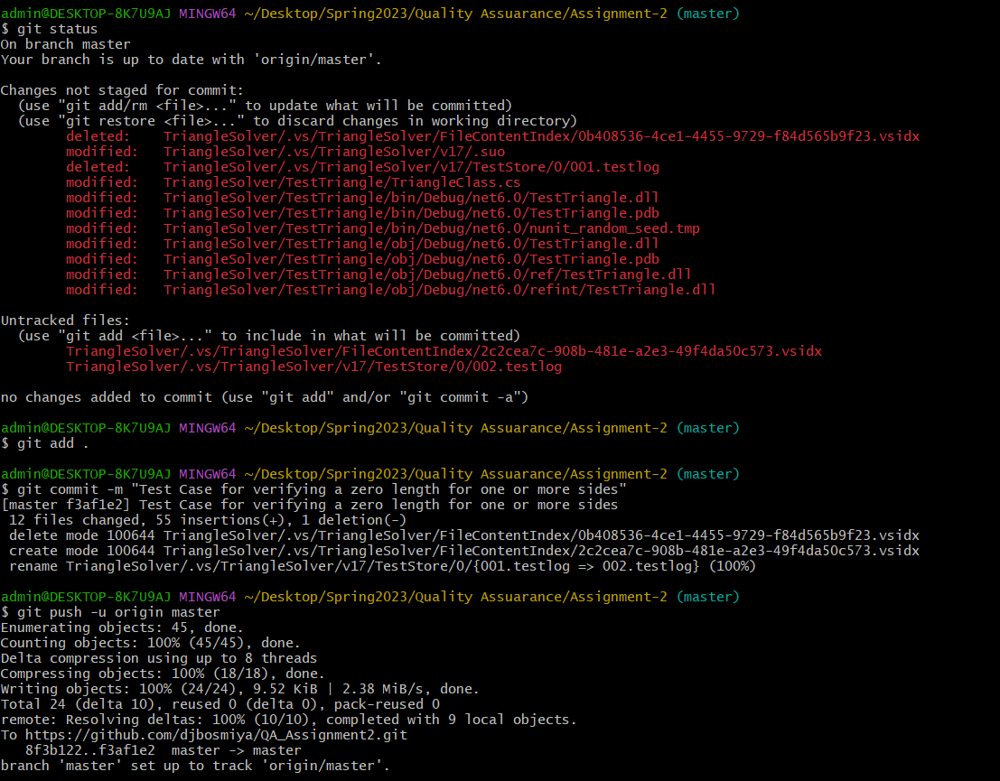 admin@DESKTOP-8K7U9AJ MINGW64 ~/Desktop/Spring2023/Quality Assuarance/Assignment-2 (master)
$ git status
On branch master
Your branch is up to date with 'origin/master'.
Changes not staged for commit:
  (use "git add/rm <file>..." to update what will be committed)
  (use "git restore <file>..." to discard changes in working directory)
        deleted:    TriangleSolver/.vs/TriangleSolver/FileContentIndex/0b408536-4ce1-4455-9729-f84d565b9f23.vsidx
        modified:   TriangleSolver/.vs/TriangleSolver/v17/.suo
        deleted:    TriangleSolver/.vs/TriangleSolver/v17/TestStore/0/001.testlog
        modified:   TriangleSolver/TestTriangle/TriangleClass.cs
        modified:   TriangleSolver/TestTriangle/bin/Debug/net6.0/TestTriangle.dll
        modified:   TriangleSolver/TestTriangle/bin/Debug/net6.0/TestTriangle.pdb
        modified:   TriangleSolver/TestTriangle/bin/Debug/net6.0/nunit_random_seed.tmp
        modified:   TriangleSolver/TestTriangle/obj/Debug/net6.0/TestTriangle.dll
        modified:   TriangleSolver/TestTriangle/obj/Debug/net6.0/TestTriangle.pdb
        modified:   TriangleSolver/TestTriangle/obj/Debug/net6.0/ref/TestTriangle.dll
        modified:   TriangleSolver/TestTriangle/obj/Debug/net6.0/refint/TestTriangle.dll
Untracked files:
  (use "git add <file>..." to include in what will be committed)
        TriangleSolver/.vs/TriangleSolver/FileContentIndex/2c2cea7c-908b-481e-a2e3-49f4da50c573.vsidx
        TriangleSolver/.vs/TriangleSolver/v17/TestStore/0/002.testlog
no changes added to commit (use "git add" and/or "git commit -a")
admin@DESKTOP-8K7U9AJ MINGW64 ~/Desktop/Spring2023/Quality Assuarance/Assignment-2 (master)
$ git add .
admin@DESKTOP-8K7U9AJ MINGW64 ~/Desktop/Spring2023/Quality Assuarance/Assignment-2 (master)
$ git commit -m "Test Case for verifying a zero length for one or more sides"
[master f3af1e2] Test Case for verifying a zero length for one or more sides
 12 files changed, 55 insertions(+), 1 deletion(-)
 delete mode 100644 TriangleSolver/.vs/TriangleSolver/FileContentIndex/0b408536-4ce1-4455-9729-f84d565b9f23.vsidx
 create mode 100644 TriangleSolver/.vs/TriangleSolver/FileContentIndex/2c2cea7c-908b-481e-a2e3-49f4da50c573.vsidx
 rename TriangleSolver/.vs/TriangleSolver/v17/TestStore/0/{001.testlog => 002.testlog} (100%)
admin@DESKTOP-8K7U9AJ MINGW64 ~/Desktop/Spring2023/Quality Assuarance/Assignment-2 (master)
$ git push -u origin master
Enumerating objects: 45, done.
Counting objects: 100% (45/45), done.
Delta compression using up to 8 threads
Compressing objects: 100% (18/18), done.
Writing objects: 100% (24/24), 9.52 KiB | 2.38 MiB/s, done.
Total 24 (delta 10), reused 0 (delta 0), pack-reused 0
remote: Resolving deltas: 100% (10/10), completed with 9 local objects.
To https://github.com/djbosmiya/QA_Assignment2.git
   8f3b122..f3af1e2  master -> master
branch 'master' set up to track 'origin/master'.